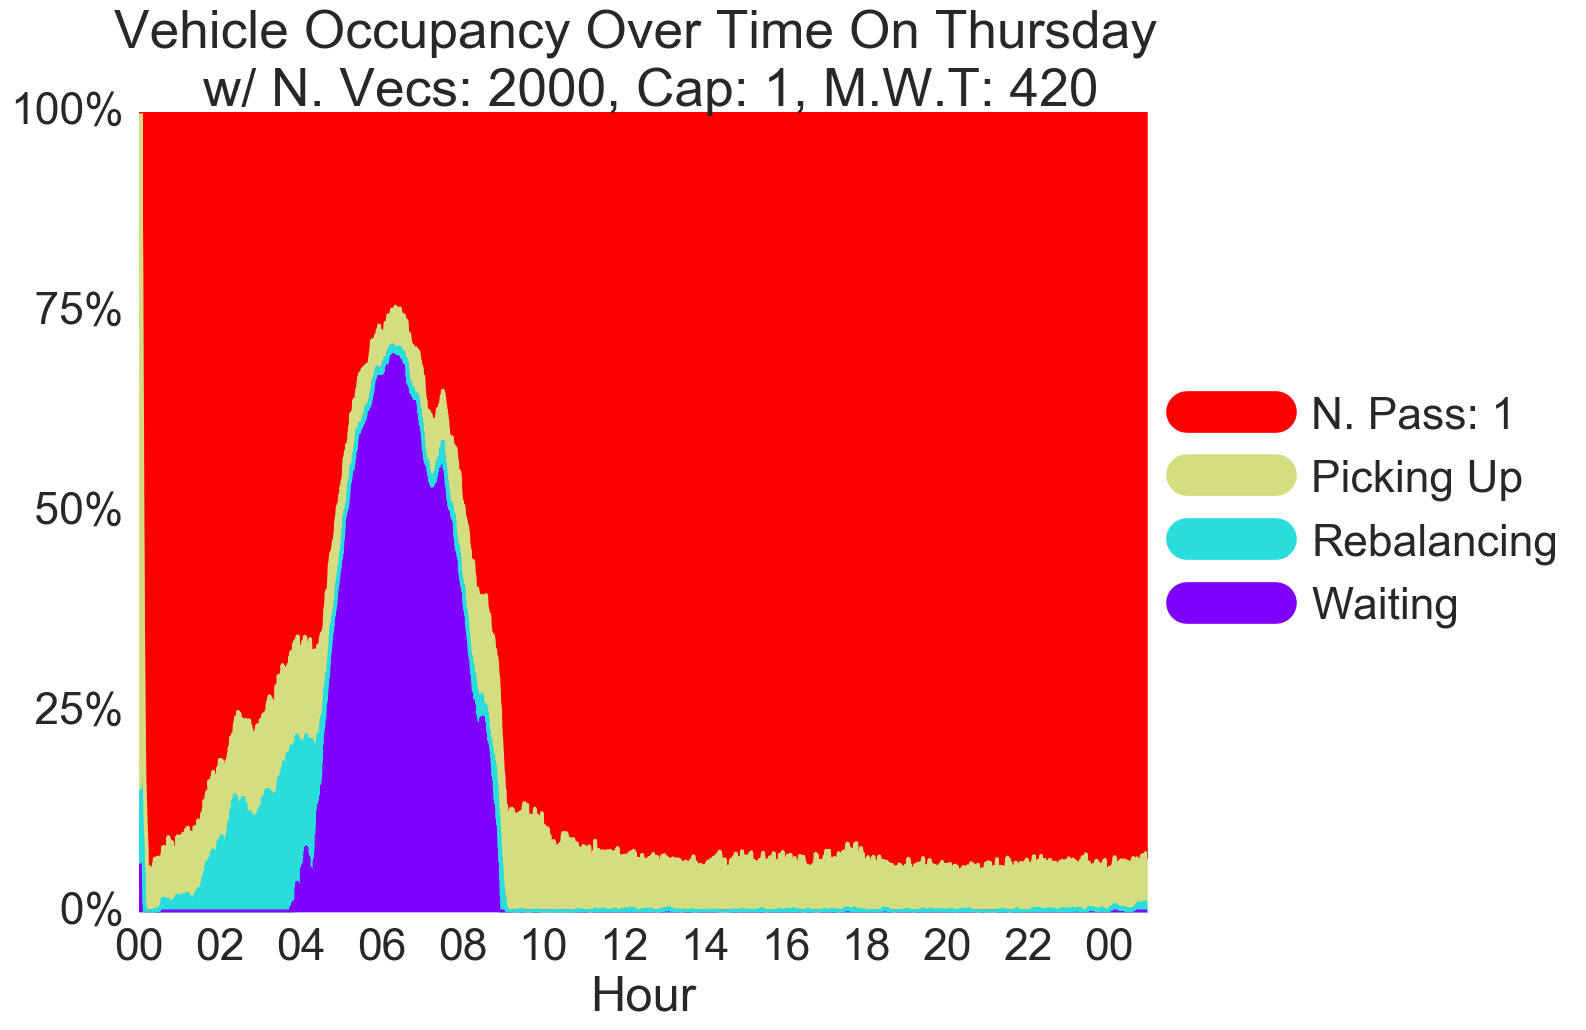 Vehicle Occupancy Over Time On Thursday
w/ N. Vecs: 2000, Cap: 1, M.W.T: 420
100%
75%
50%
25%
0%
00 02 04 06 08 10 12 14 16 18 20 22 00
Hour
N. Pass: 1
Picking Up
Rebalancing
Waiting